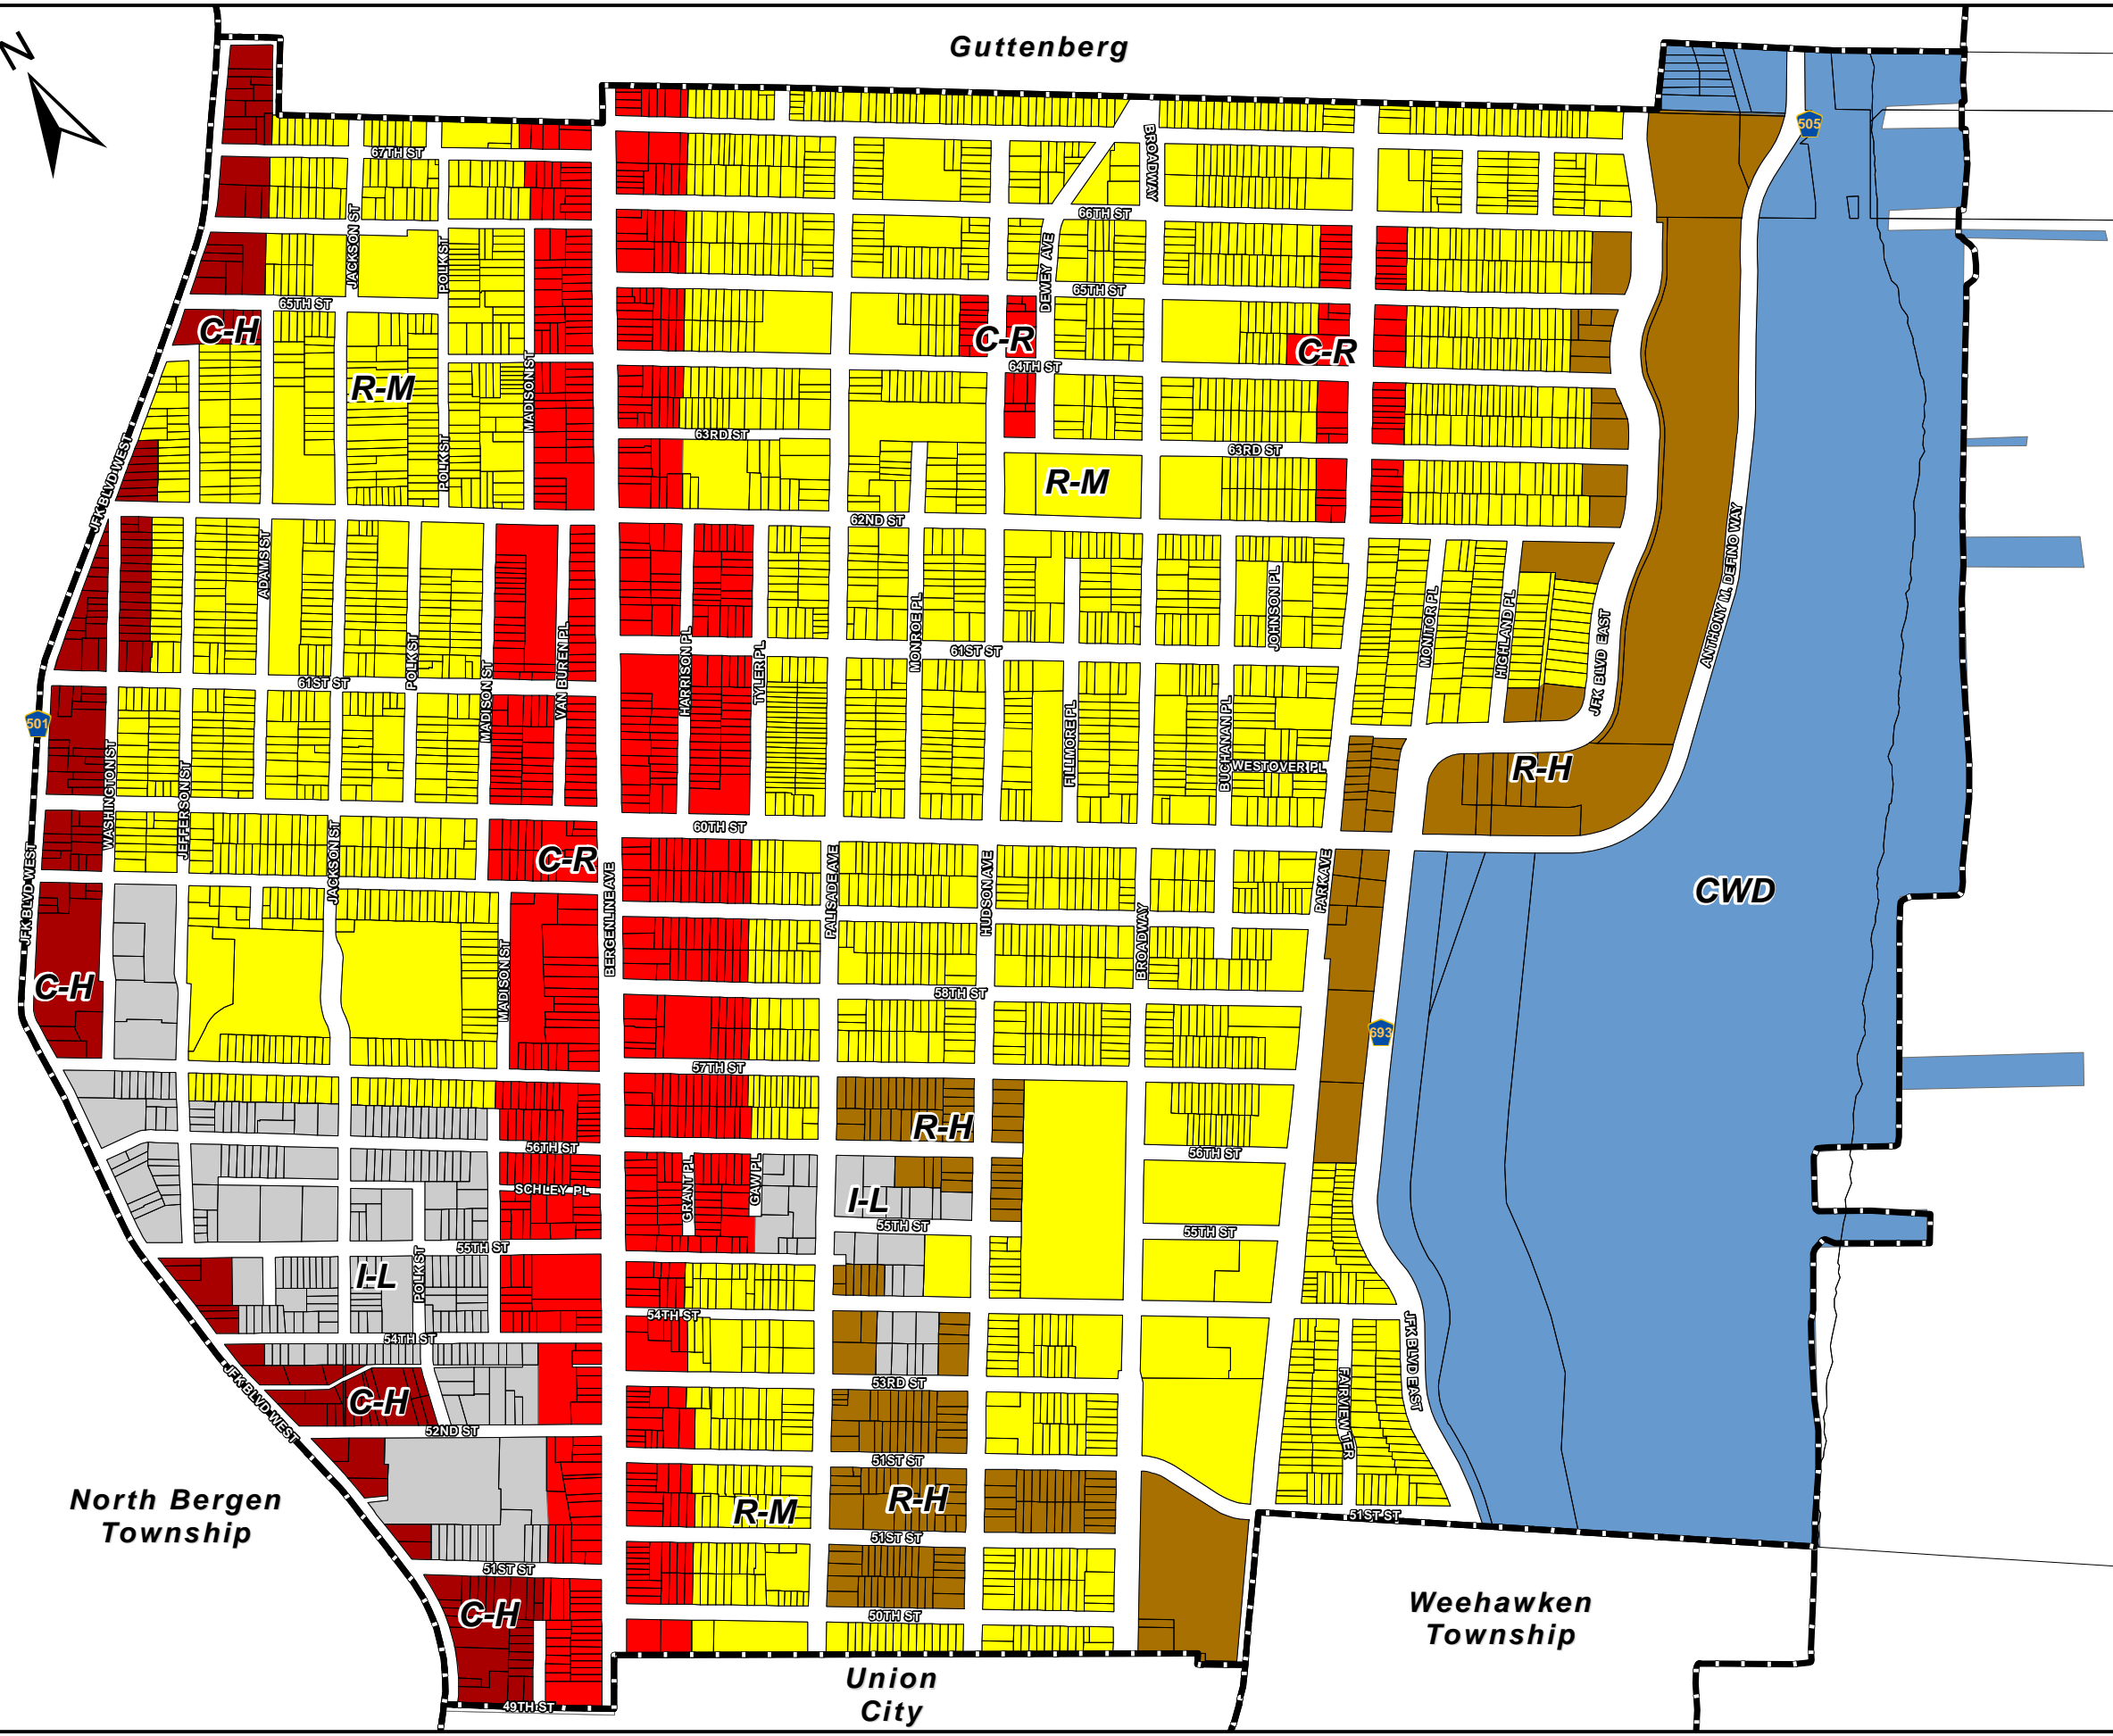 N
Guttenberg
505
67TH ST
BROADWAY
66TH ST
JACKSON ST
POLK ST
DEWEY AVE
65TH ST
65TH ST
C-H
C-R
C-R
64TH ST
R-M
MADISON ST
63RD ST
63RD ST
POLK ST
R-M
JFK BLVD WEST
62ND ST
ANTHONY M. DEFINO WAY
ADAMS ST
JOHNSON PL
MONROE PL
MONITOR PL
HIGHLAND PL
JFK BLVD EAST
POLK ST
VAN BUREN PL
HARRISON PL
TYLER PL
61ST ST
61ST ST
MADISON ST
501
FILLMORE PL
BUCHANAN PL
WESTOVER PL
R-H
WASHINGTON ST
JEFFERSON ST
60TH ST
JACKSON ST
C-R
PALISADE AVE
HUDSON AVE
PARK AVE
CWD
JFK BLVD WEST
BERGENLINE AVE
BROADWAY
MADISON ST
C-H
58TH ST
693
57TH ST
R-H
56TH ST
56TH ST
SCHLEY PL
GRANT PL
GAW PL
I-L
55TH ST
55TH ST
55TH ST
I-L
POLK ST
54TH ST
54TH ST
JFK BLVD EAST
53RD ST
JFK BLVD WEST
C-H
FAIRVIEW TER
52ND ST
51ST ST
North Bergen
Township
R-M
R-H
51ST ST
51ST ST
51ST ST
C-H
50TH ST
Weehawken
Township
Union
City
49TH ST